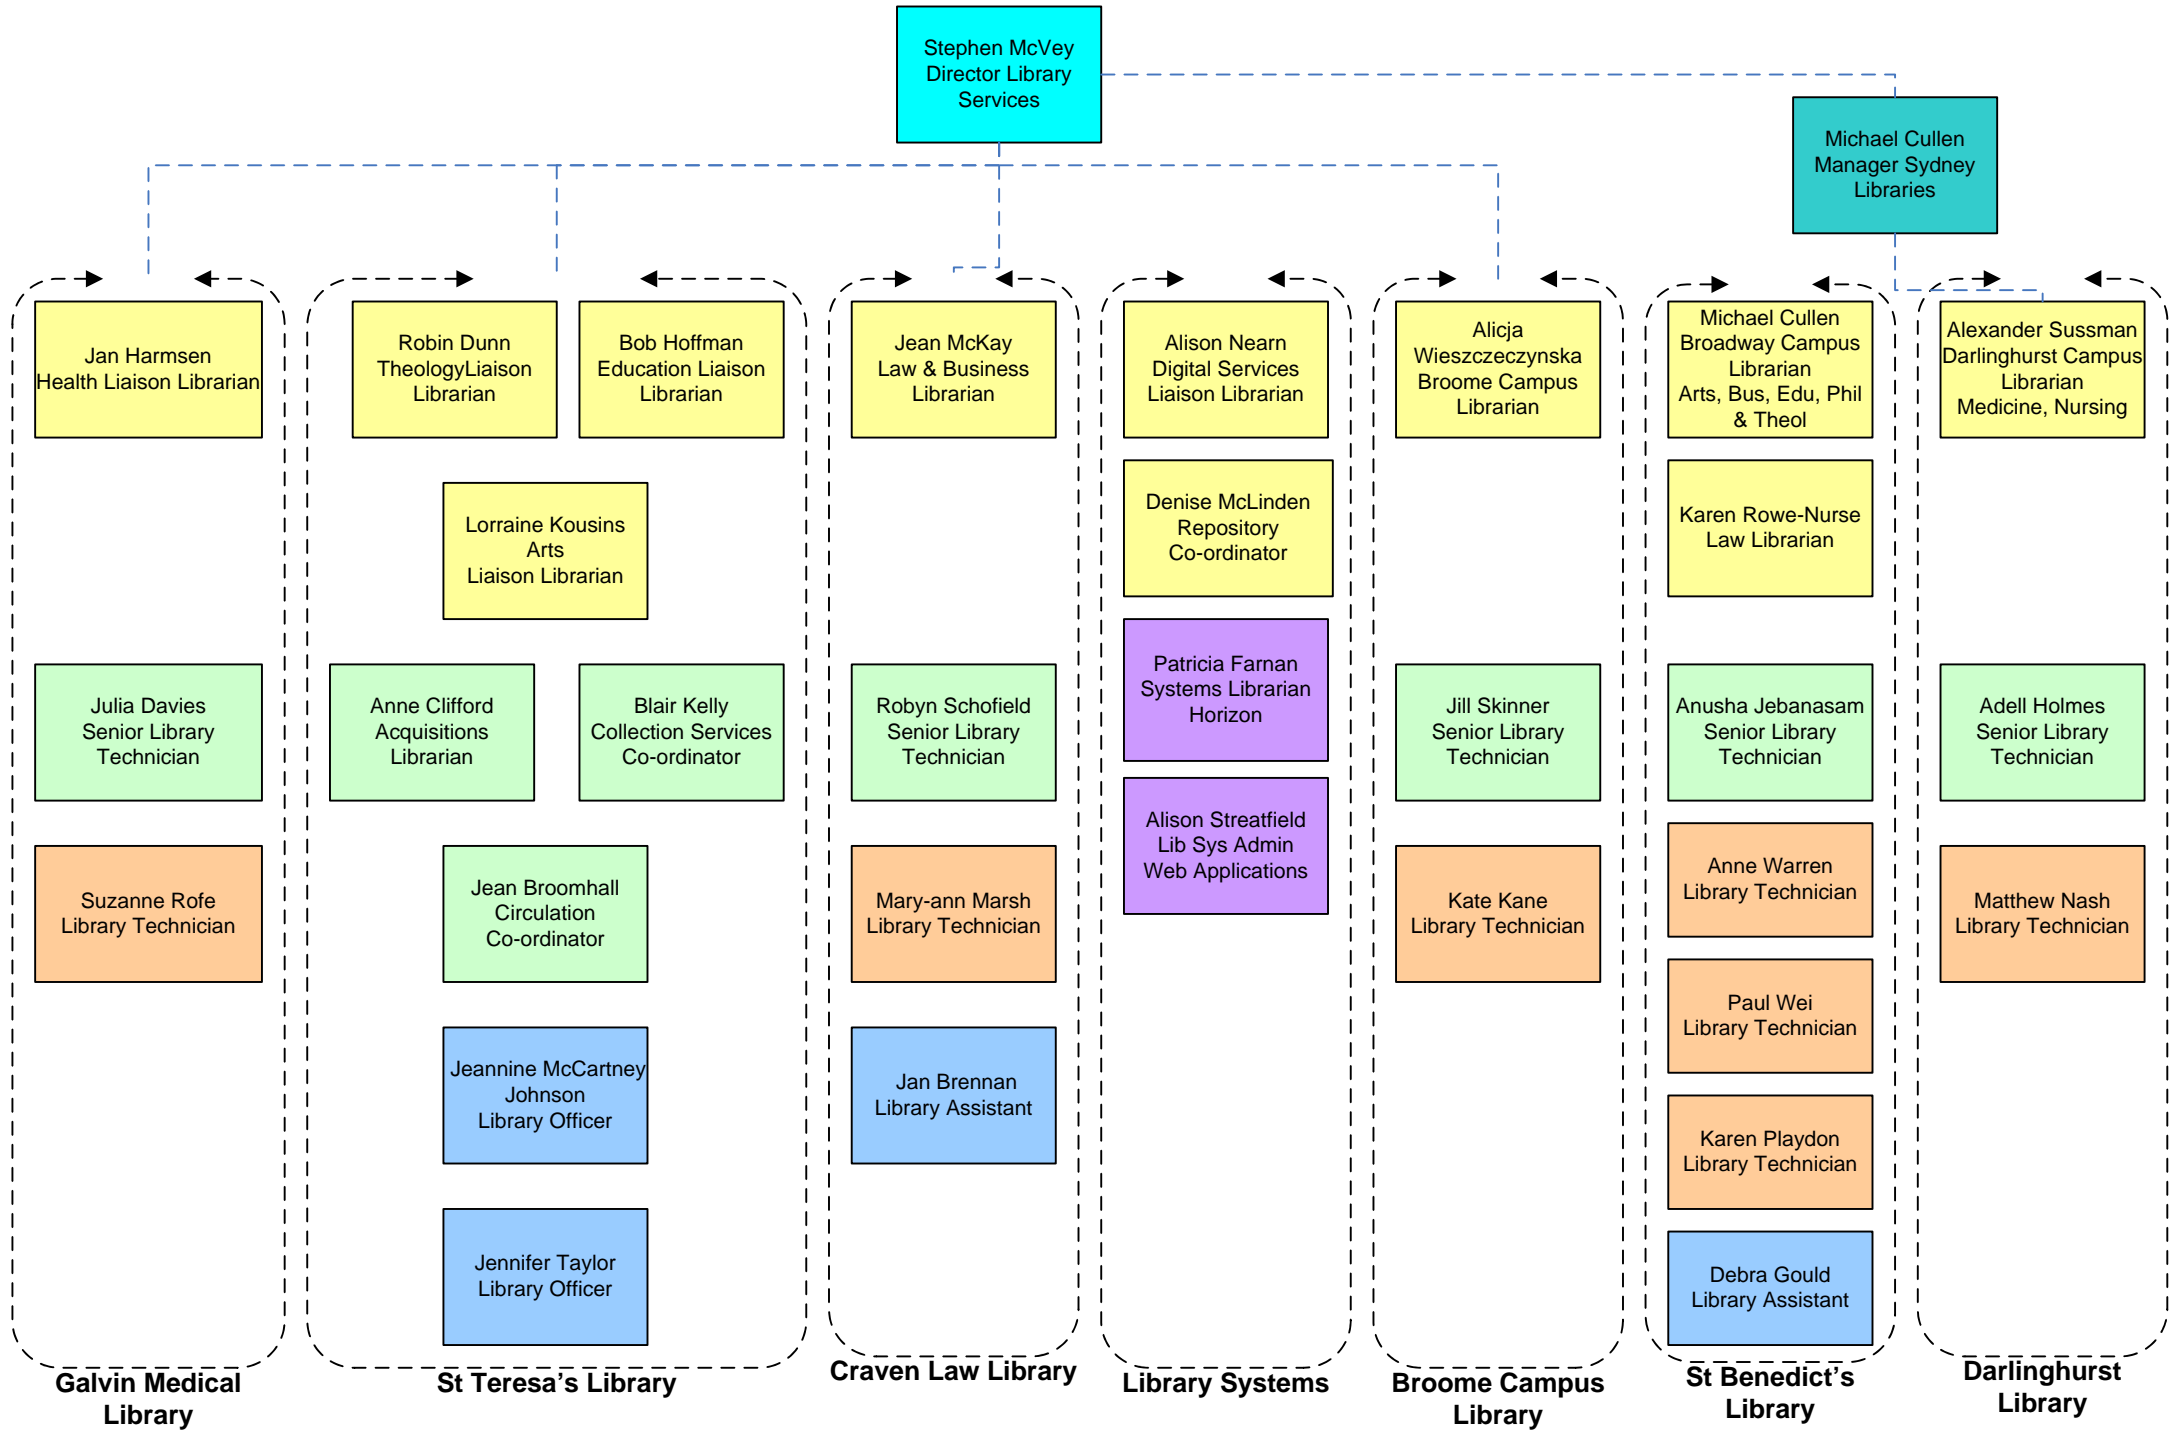 Stephen McVey
Director Library
Services
Michael Cullen
Manager Sydney
Libraries
Jan Harmsen
Health Liaison Librarian
Robin Dunn
TheologyLiaison
Librarian
Bob Hoffman
Education Liaison
Librarian
Jean McKay
Law & Business
Librarian
Alison Nearn
Digital Services
Liaison Librarian
Alicja
Wieszczeczynska
Broome Campus
Librarian
Michael Cullen
Broadway Campus
Librarian
Arts, Bus, Edu, Phil
& Theol
Alexander Sussman
Darlinghurst Campus
Librarian
Medicine, Nursing
Lorraine Kousins
Arts
Liaison Librarian
Denise McLinden
Repository
Co-ordinator
Karen Rowe-Nurse
Law Librarian
Patricia Farnan
Systems Librarian
Horizon
Julia Davies
Senior Library
Technician
Anne Clifford
Acquisitions
Librarian
Blair Kelly
Collection Services
Co-ordinator
Robyn Schofield
Senior Library
Technician
Jill Skinner
Senior Library
Technician
Anusha Jebanasam
Senior Library
Technician
Adell Holmes
Senior Library
Technician
Alison Streatfield
Lib Sys Admin
Web Applications
Suzanne Rofe
Library Technician
Jean Broomhall
Circulation
Co-ordinator
Mary-ann Marsh
Library Technician
Kate Kane
Library Technician
Anne Warren
Library Technician
Matthew Nash
Library Technician
Paul Wei
Library Technician
Jeannine McCartney
Johnson
Library Officer
Jan Brennan
Library Assistant
Karen Playdon
Library Technician
Jennifer Taylor
Library Officer
Debra Gould
Library Assistant
Galvin Medical
Library
St Teresa's Library
Craven Law Library
Library Systems
Broome Campus
Library
St Benedict's
Library
Darlinghurst
Library